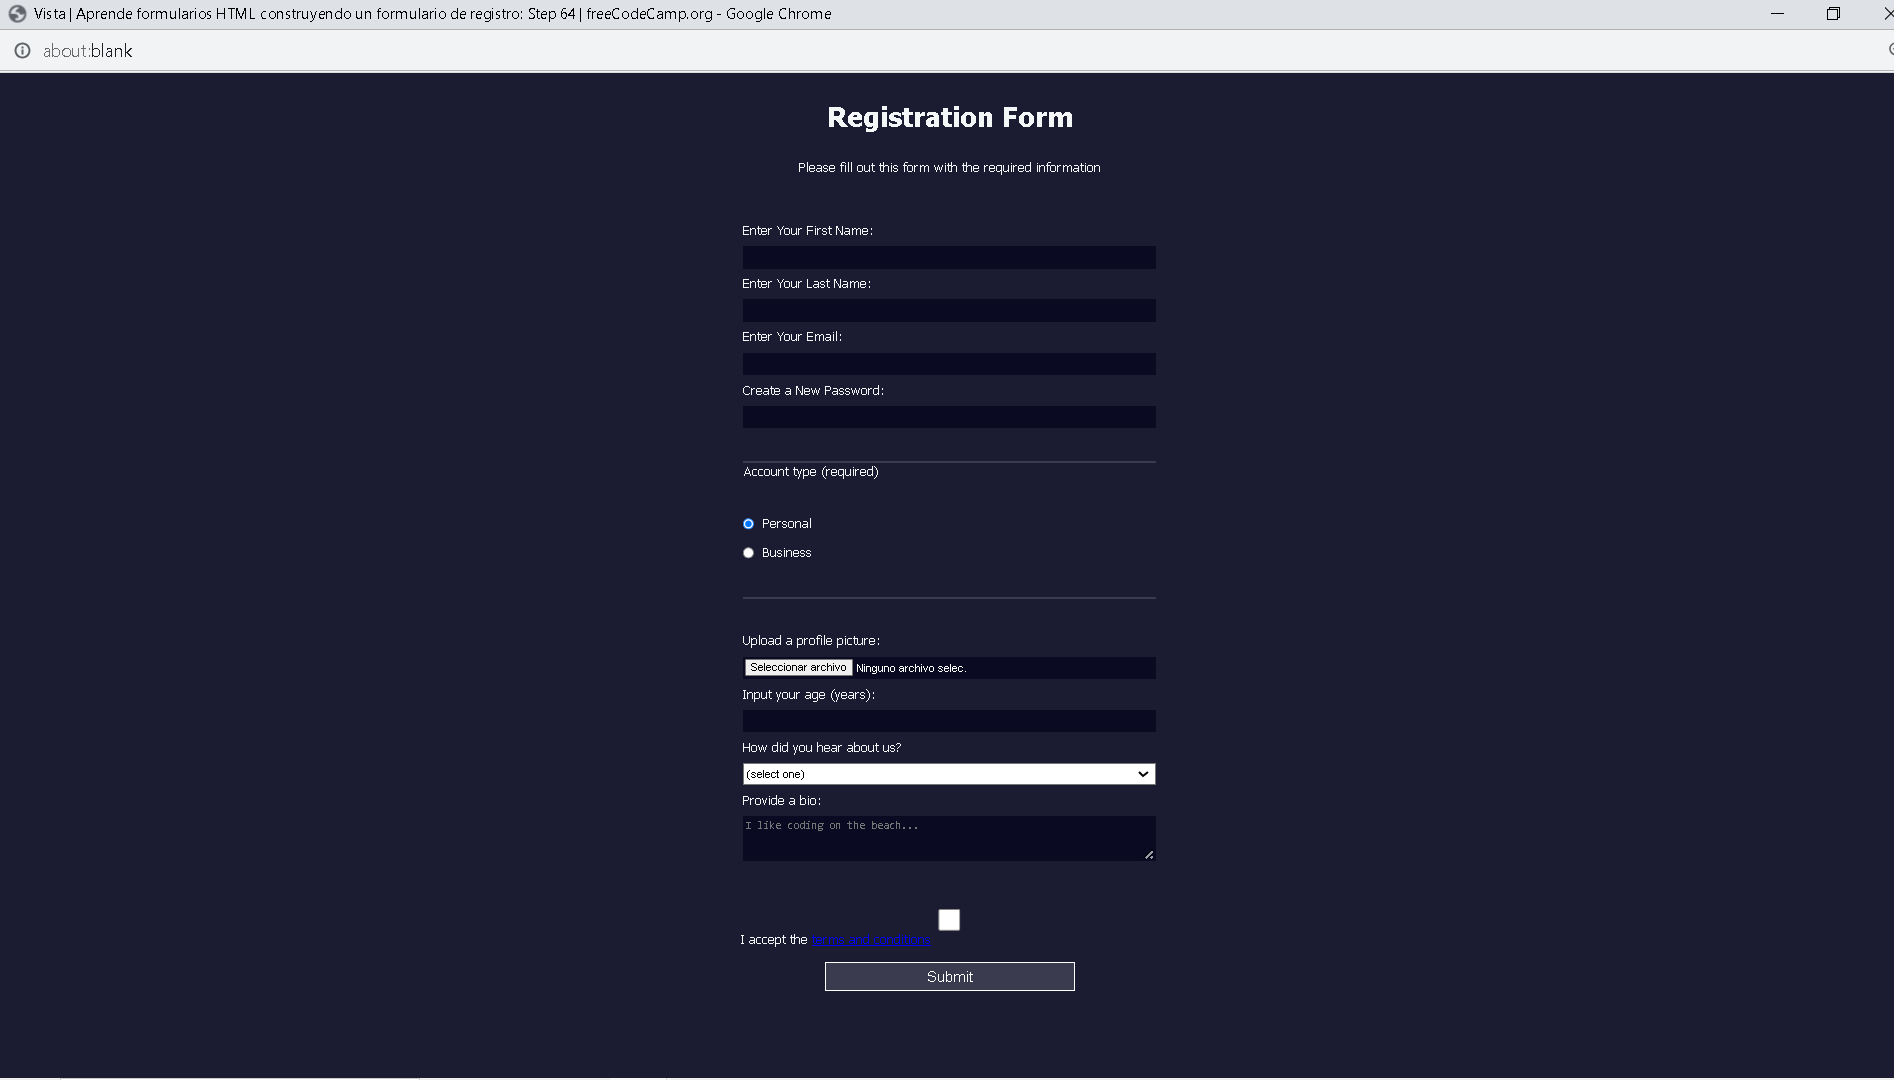 Vista | Aprende formularios HTML construyendo un formulario de registro: Step 64 | freeCodeCamp.org - Google Chrome
about:blank
Registration Form
Please fill out this form with the required information
Enter Your First Name:
Enter Your Last Name:
Enter Your Email:
Create a New Password:
Account type (required)
Personal
Business
Upload a profile picture:
Seleccionar archivo Ninguno archivo selec.
Input your age (years):
How did you hear about us?
(select one)
Provide a bio:
I like coding on the beach...
I accept the
Submit